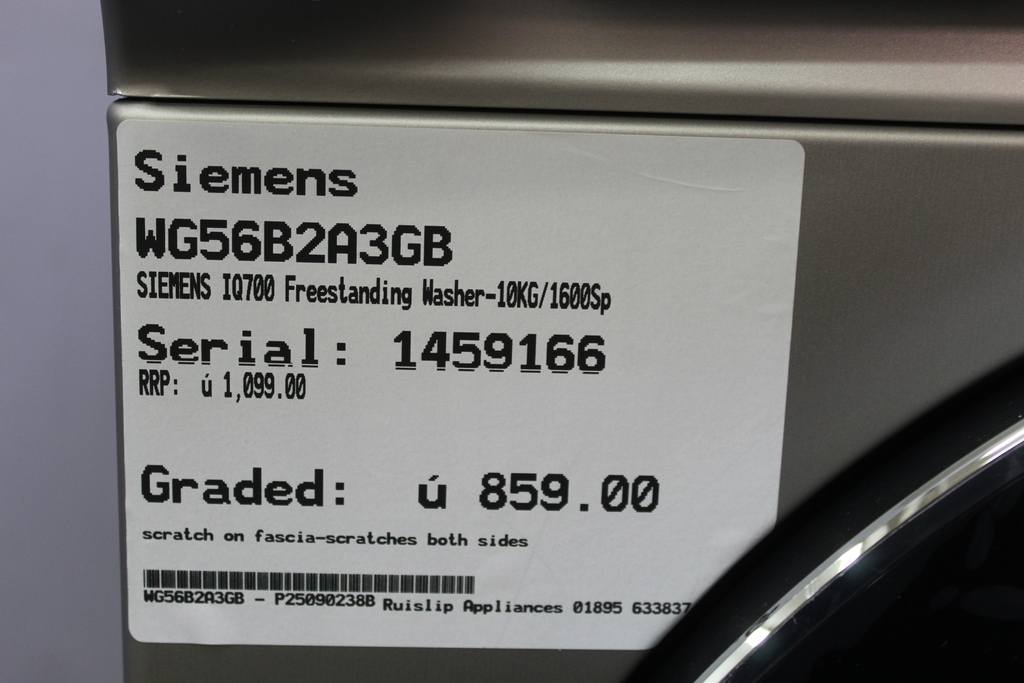 Siemens
WG56B2A3GB
SIEMENS IQ700 Freestanding Washer-10KG/1600Sp
Serial: 1459166
RRP: ú 1,099.00
Graded: ú 859.00
scratch on fascia-scratches both sides
WG56B2A3GB - P25090238B Ruislip Appliances 01895 633837